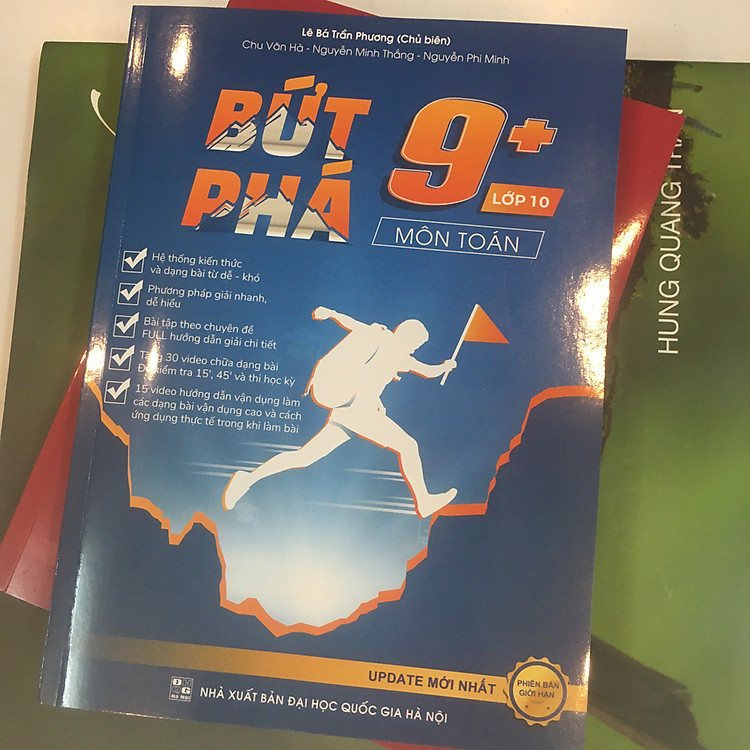 Lê Bá Trần Phương (Chủ biên)
Chu Văn Hà - Nguyễn Minh Thắng - Nguyễn Phi Minh
BỨT
PHÁ
9+
LỚP 10
MÔN TOÁN
Hệ thống kiến thức
và dạng bài từ dễ - khó
Phương pháp giải nhanh,
dễ hiểu
Bài tập theo chuyên đề
FULL hướng dẫn giải chi tiết
Tặng 30 video chữa dạng bài
Đề kiểm tra 15', 45' và thi học kỳ
15 video hướng dẫn vận dụng làm
các dạng bài vận dụng cao và cách
ứng dụng thực tế trong khi làm bài
UPDATE MỚI NHẤT
PHIÊN BẢN
GIỚI HẠN
Hà Nội
NHÀ XUẤT BẢN ĐẠI HỌC QUỐC GIA HÀ NỘI
HUNG QUANG